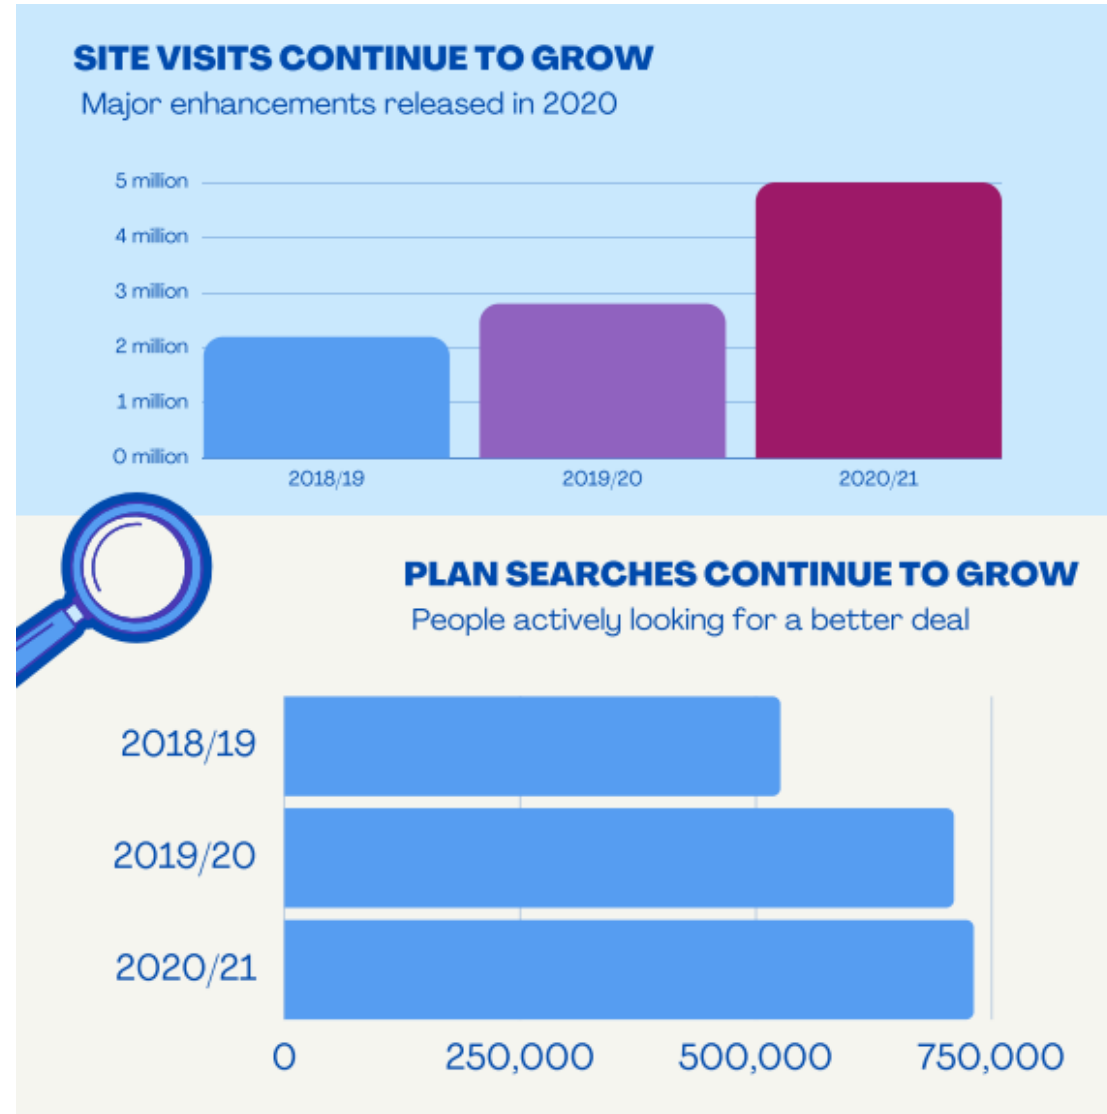 SITE VISITS CONTINUE TO GROW
Major enhancements released in 2020
5 million
4 million
3 million
2 million
1 million
0 million
2018/19 2019/20 2020/21
PLAN SEARCHES CONTINUE TO GROW
People actively looking for a better deal
2018/19
2019/20
2020/21
0 250,000 500,000 750,000